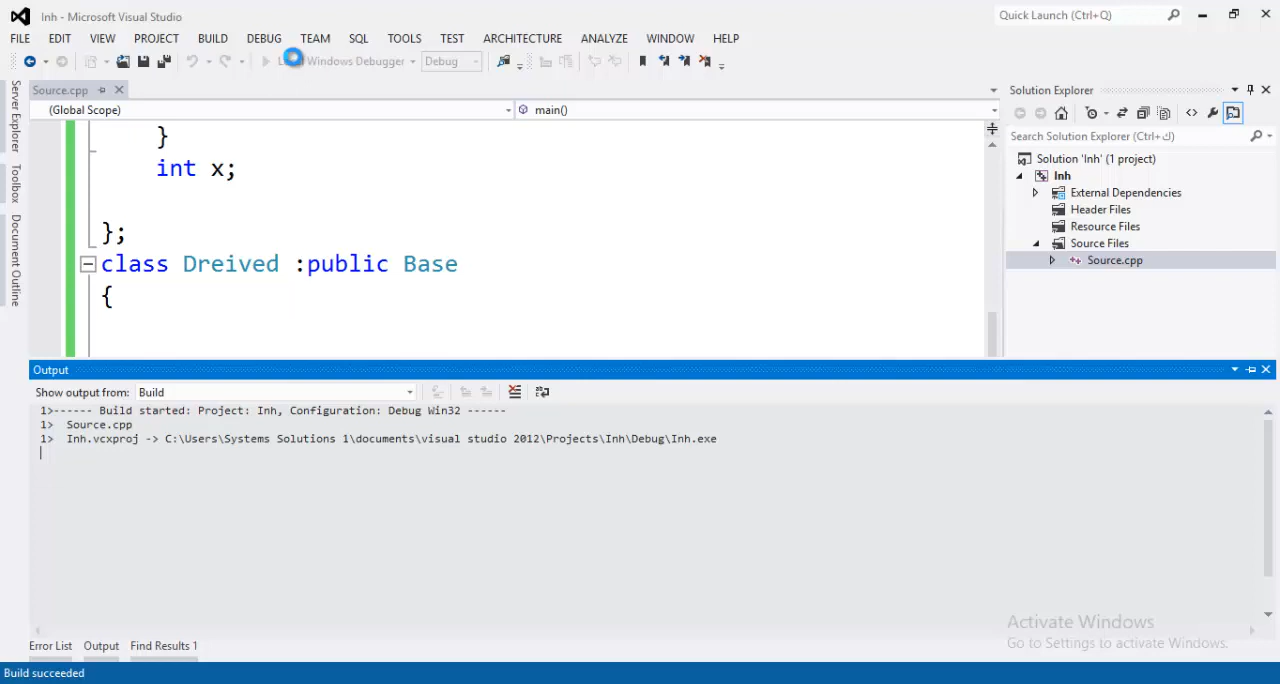 Inh - Microsoft Visual Studio
Quick Launch (Ctrl+Q)
FILE EDIT VIEW PROJECT BUILD DEBUG TEAM SQL TOOLS TEST ARCHITECTURE ANALYZE WINDOW HELP
Windows Debugger Debug
Source.cpp
(Global Scope) main()
}
int x;
};
class Dreived :public Base
{
Server Explorer
Toolbox
Document Outline
Solution Explorer
Search Solution Explorer (Ctrl+ك)
Solution 'Inh' (1 project)
Inh
External Dependencies
Header Files
Resource Files
Source Files
Source.cpp
Output
Show output from: Build
1>------ Build started: Project: Inh, Configuration: Debug Win32 ------
1> Source.cpp
1> Inh.vcxproj -> C:\Users\Systems Solutions 1\documents\visual studio 2012\Projects\Inh\Debug\Inh.exe
Activate Windows
Go to Settings to activate Windows.
Error List Output Find Results 1
Build succeeded